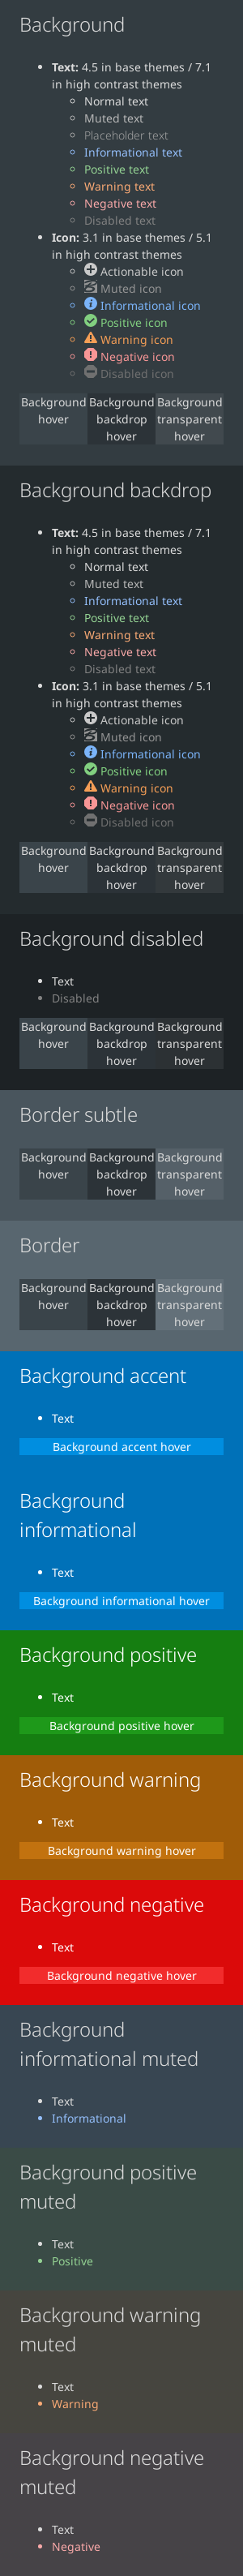 Background
Text: 4.5 in base themes / 7.1
in high contrast themes
Normal text
Muted text
Placeholder text
Informational text
Positive text
Warning text
Negative text
Disabled text
Icon: 3.1 in base themes / 5.1
in high contrast themes
Actionable icon
Muted icon
Informational icon
Positive icon
Warning icon
Negative icon
Disabled icon
Background Background Background
hover backdrop transparent
hover hover
Background backdrop
Text: 4.5 in base themes / 7.1
in high contrast themes
Normal text
Muted text
Informational text
Positive text
Warning text
Negative text
Disabled text
Icon: 3.1 in base themes / 5.1
in high contrast themes
Actionable icon
Muted icon
Informational icon
Positive icon
Warning icon
Negative icon
Disabled icon
Background Background Background
hover backdrop transparent
hover hover
Background disabled
Text
Disabled
Background Background Background
hover backdrop transparent
hover hover
Border subtle
Background Background Background
hover backdrop transparent
hover hover
Border
Background Background Background
hover backdrop transparent
hover hover
Background accent
Text
Background accent hover
Background
informational
Text
Background informational hover
Background positive
Text
Background positive hover
Background warning
Text
Background warning hover
Background negative
Text
Background negative hover
Background
informational muted
Text
Informational
Background positive
muted
Text
Positive
Background warning
muted
Text
Warning
Background negative
muted
Text
Negative